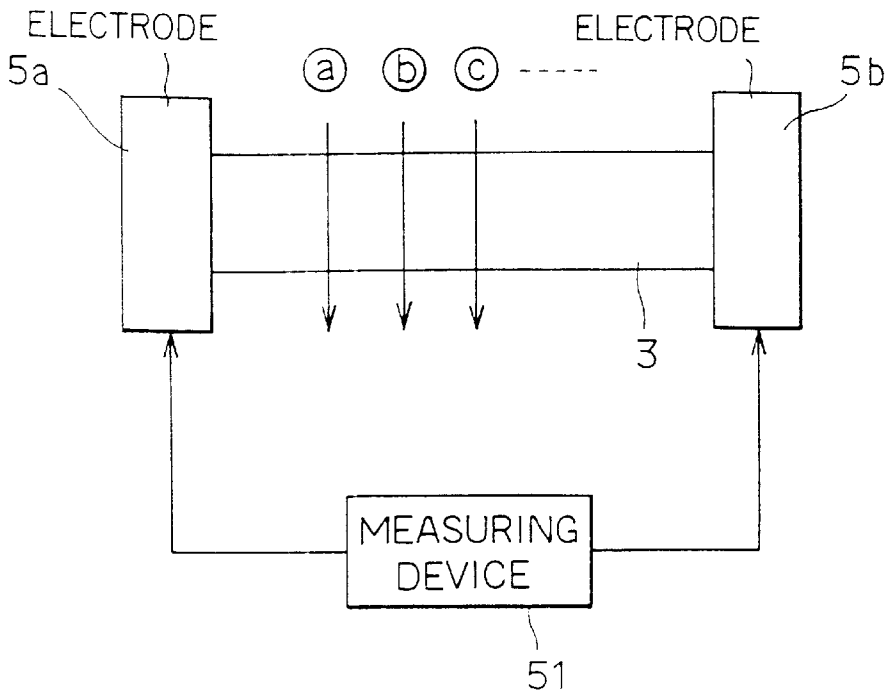 ELECTRODE
ELECTRODE
5a
ⓐ ⓑ ⓒ -----
5b
3
MEASURING
DEVICE
51